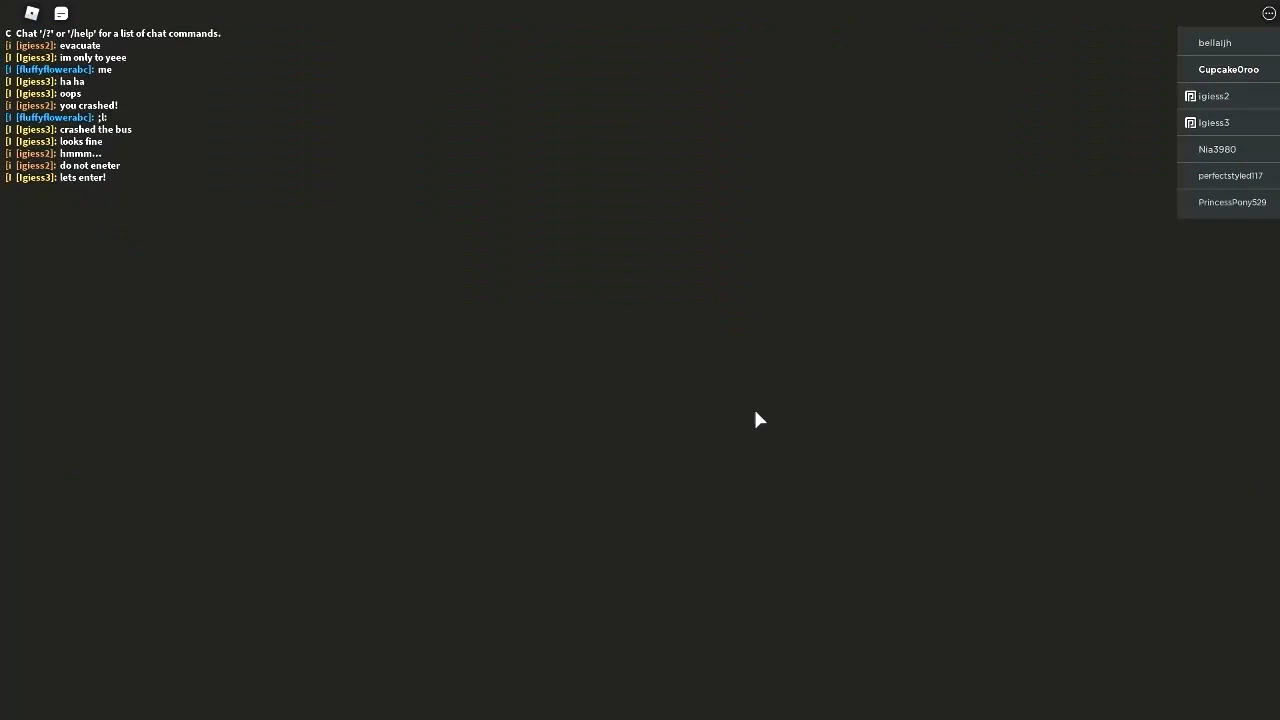 C Chat '/?' or '/help' for a list of chat commands.
[i [igiess2]: evacuate
[I [Igiess3]: im only to yeee
[f [fluffyflowerabc]: me
[I [Igiess3]: ha ha
[I [Igiess3]: oops
[i [igiess2]: you crashed!
[f [fluffyflowerabc]: ;l:
[I [Igiess3]: crashed the bus
[I [Igiess3]: looks fine
[i [igiess2]: hmmm...
[i [igiess2]: do not eneter
[I [Igiess3]: lets enter!
bellaijh
Cupcake0roo
igiess2
Igiess3
Nia3980
perfectstyled117
PrincessPony529